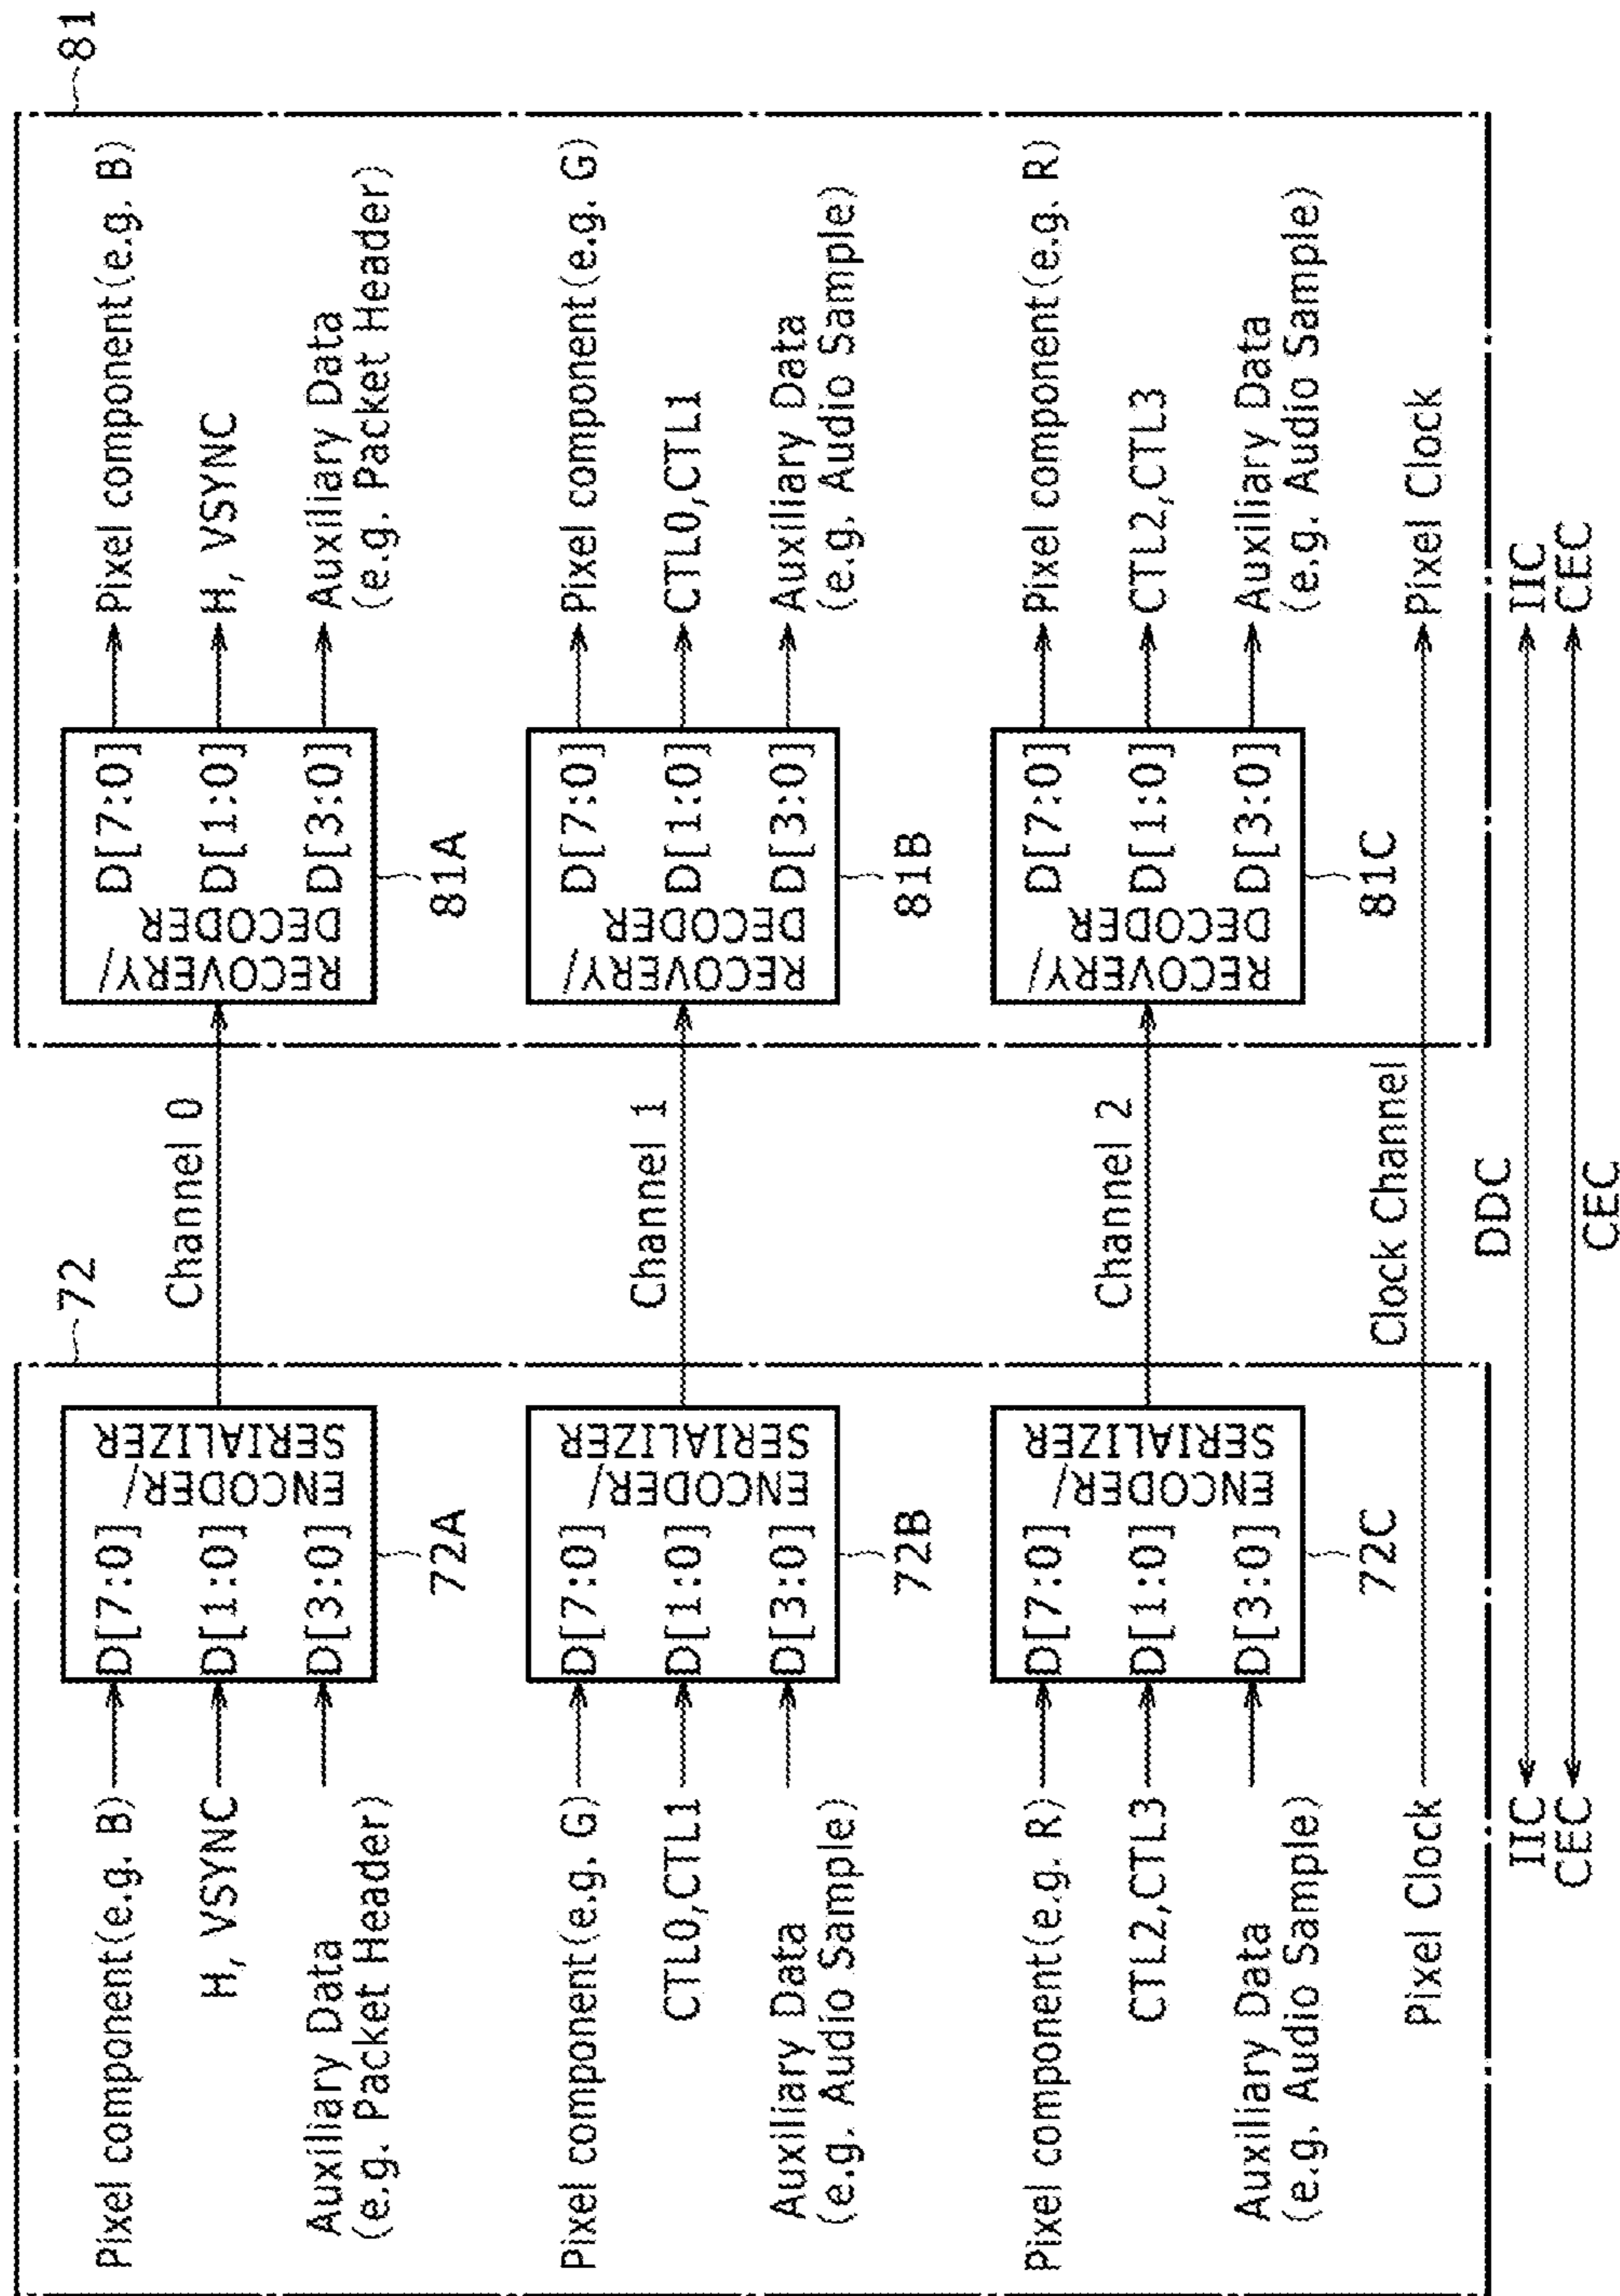 72
Pixel component(e.g. B)
H, VSYNC
Auxiliary Data
(e.g. Packet Header)
D[7:0]
D[1:0]
D[3:0]
ENCODER/
SERIALIZER
72A
Pixel component(e.g. G)
CTL0,CTL1
Auxiliary Data
(e.g. Audio Sample)
D[7:0]
D[1:0]
D[3:0]
ENCODER/
SERIALIZER
72B
Pixel component(e.g. R)
CTL2,CTL3
Auxiliary Data
(e.g. Audio Sample)
D[7:0]
D[1:0]
D[3:0]
ENCODER/
SERIALIZER
72C
Pixel Clock
Channel 0
Channel 1
Channel 2
Clock Channel
81
RECOVERY/
DECODER
D[7:0]
D[1:0]
D[3:0]
81A
Pixel component(e.g. B)
H, VSYNC
Auxiliary Data
(e.g. Packet Header)
RECOVERY/
DECODER
D[7:0]
D[1:0]
D[3:0]
81B
Pixel component(e.g. G)
CTL0,CTL1
Auxiliary Data
(e.g. Audio Sample)
RECOVERY/
DECODER
D[7:0]
D[1:0]
D[3:0]
81C
Pixel component(e.g. R)
CTL2,CTL3
Auxiliary Data
(e.g. Audio Sample)
Pixel Clock
IIC
DDC
IIC
CEC
CEC
CEC